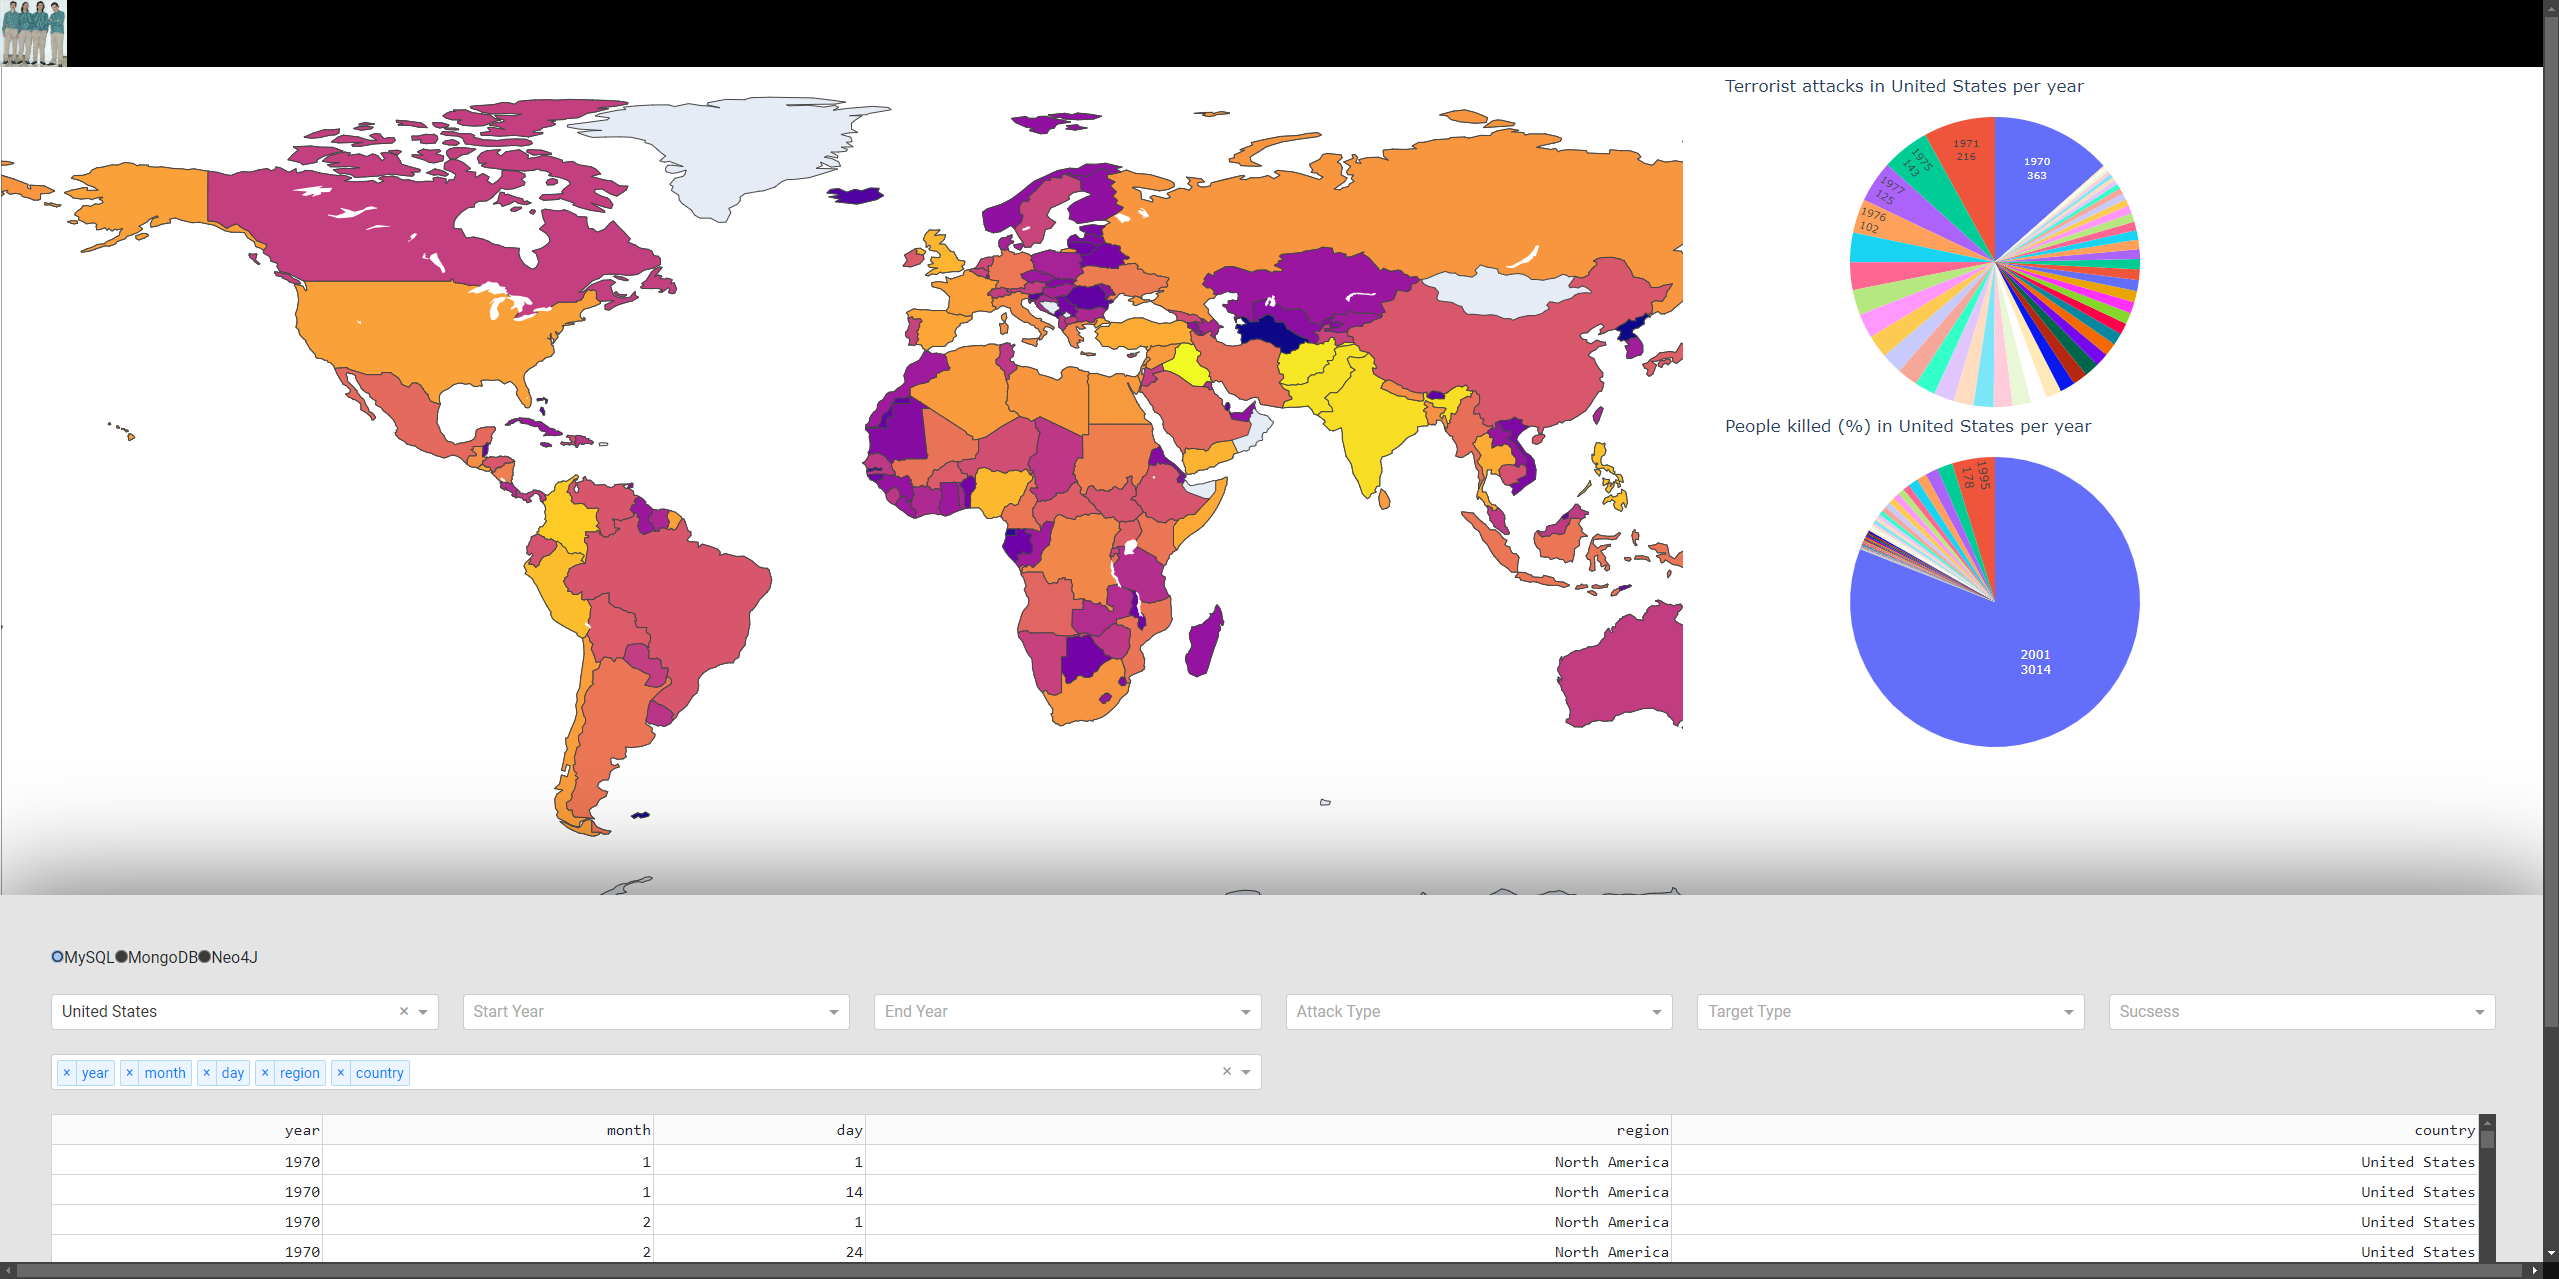 Terrorist attacks in United States per year
1971
216
1970
363
1975
143
1977
125
1976
102
People killed (%) in United States per year
1995
178
2001
3014
MySQL MongoDB Neo4J
United States × Start Year End Year Attack Type Target Type Sucsess
× year × month × day × region × country ×
year month day region country
1970 1 1 North America United States
1970 1 14 North America United States
1970 2 1 North America United States
1970 2 24 North America United States